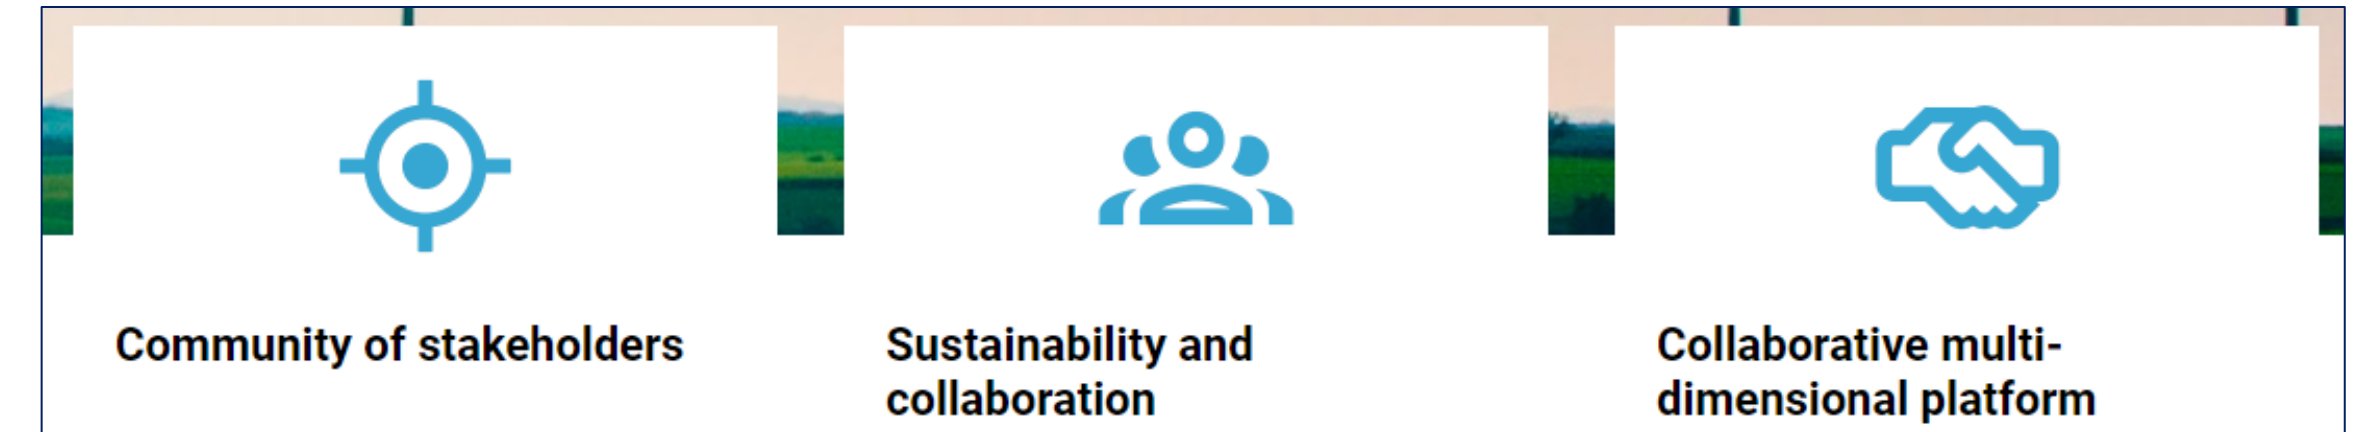 Community of stakeholders
Sustainability and
collaboration
Collaborative multi-
dimensional platform